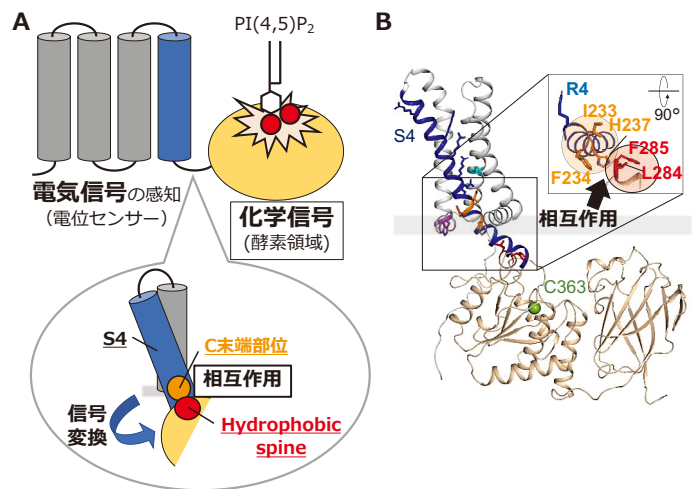 A
PI(4,5)P₂
電気信号の感知
(電位センサー)
化学信号
(酵素領域)
S4
C末端部位
相互作用
信号
変換
Hydrophobic
spine
B
R4
I233
H237
F285
L284
F234
90°
S4
相互作用
C363